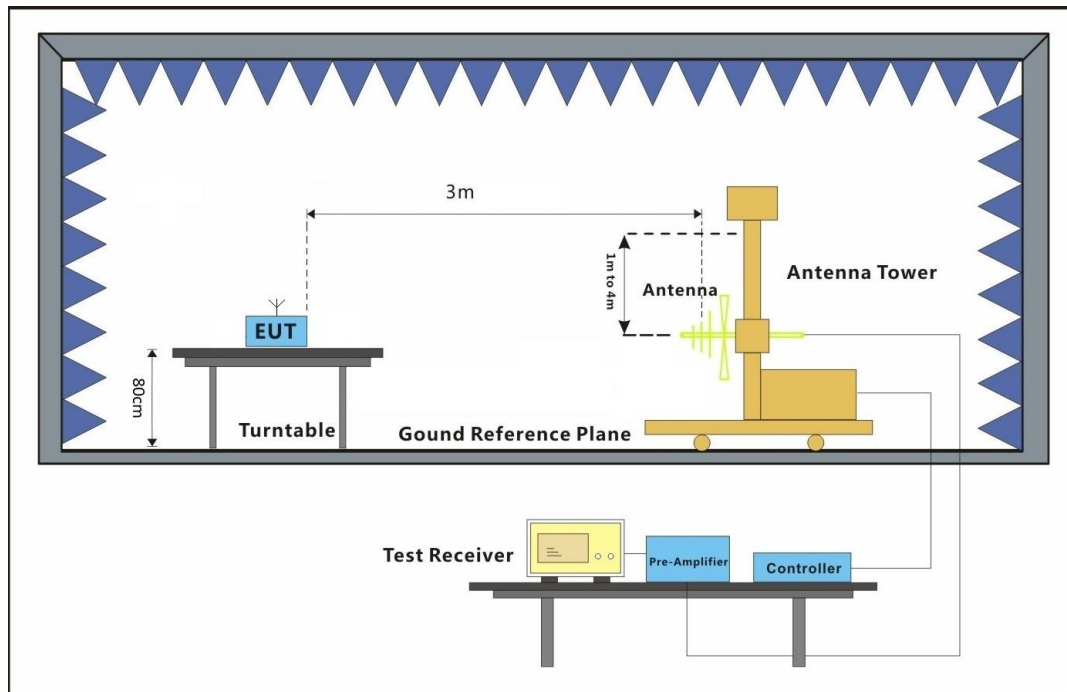 3m
1m to 4m
Antenna
Antenna Tower
EUT
80cm
Turntable
Gound Reference Plane
Test Receiver
Pre-Amplifier
Controller